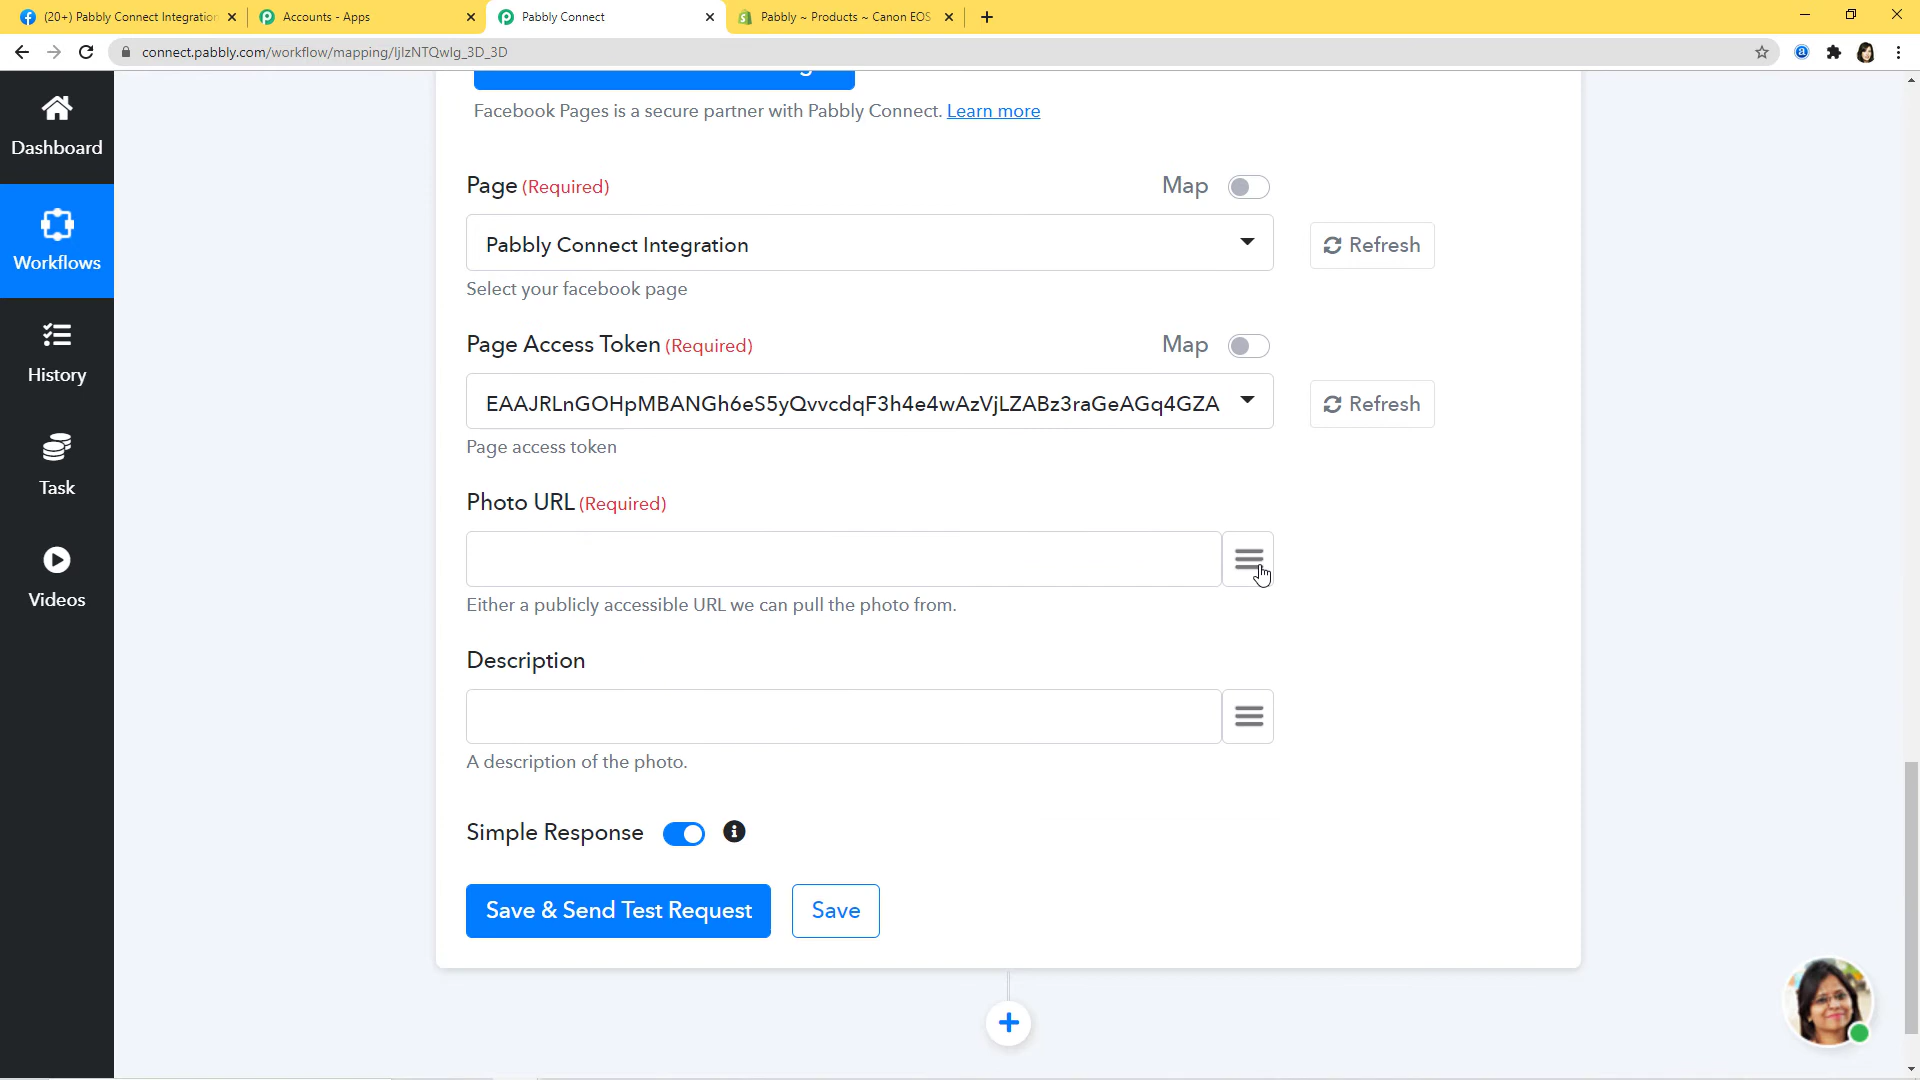 (20+) Pabbly Connect Integration
Accounts - Apps
Pabbly Connect
Pabbly ~ Products ~ Canon EOS
connect.pabbly.com/workflow/mapping/IjIzNTQwIg_3D_3D
Dashboard
Workflows
History
Task
Videos
Facebook Pages is a secure partner with Pabbly Connect. Learn more
Page (Required)
Map
Pabbly Connect Integration
Refresh
Select your facebook page
Page Access Token (Required)
Map
EAAJRLnGOHpMBANGh6eS5yQvvcdqF3h4e4wAzVjLZABz3raGeAGq4GZA
Refresh
Page access token
Photo URL (Required)
Either a publicly accessible URL we can pull the photo from.
Description
A description of the photo.
Simple Response
Save & Send Test Request
Save